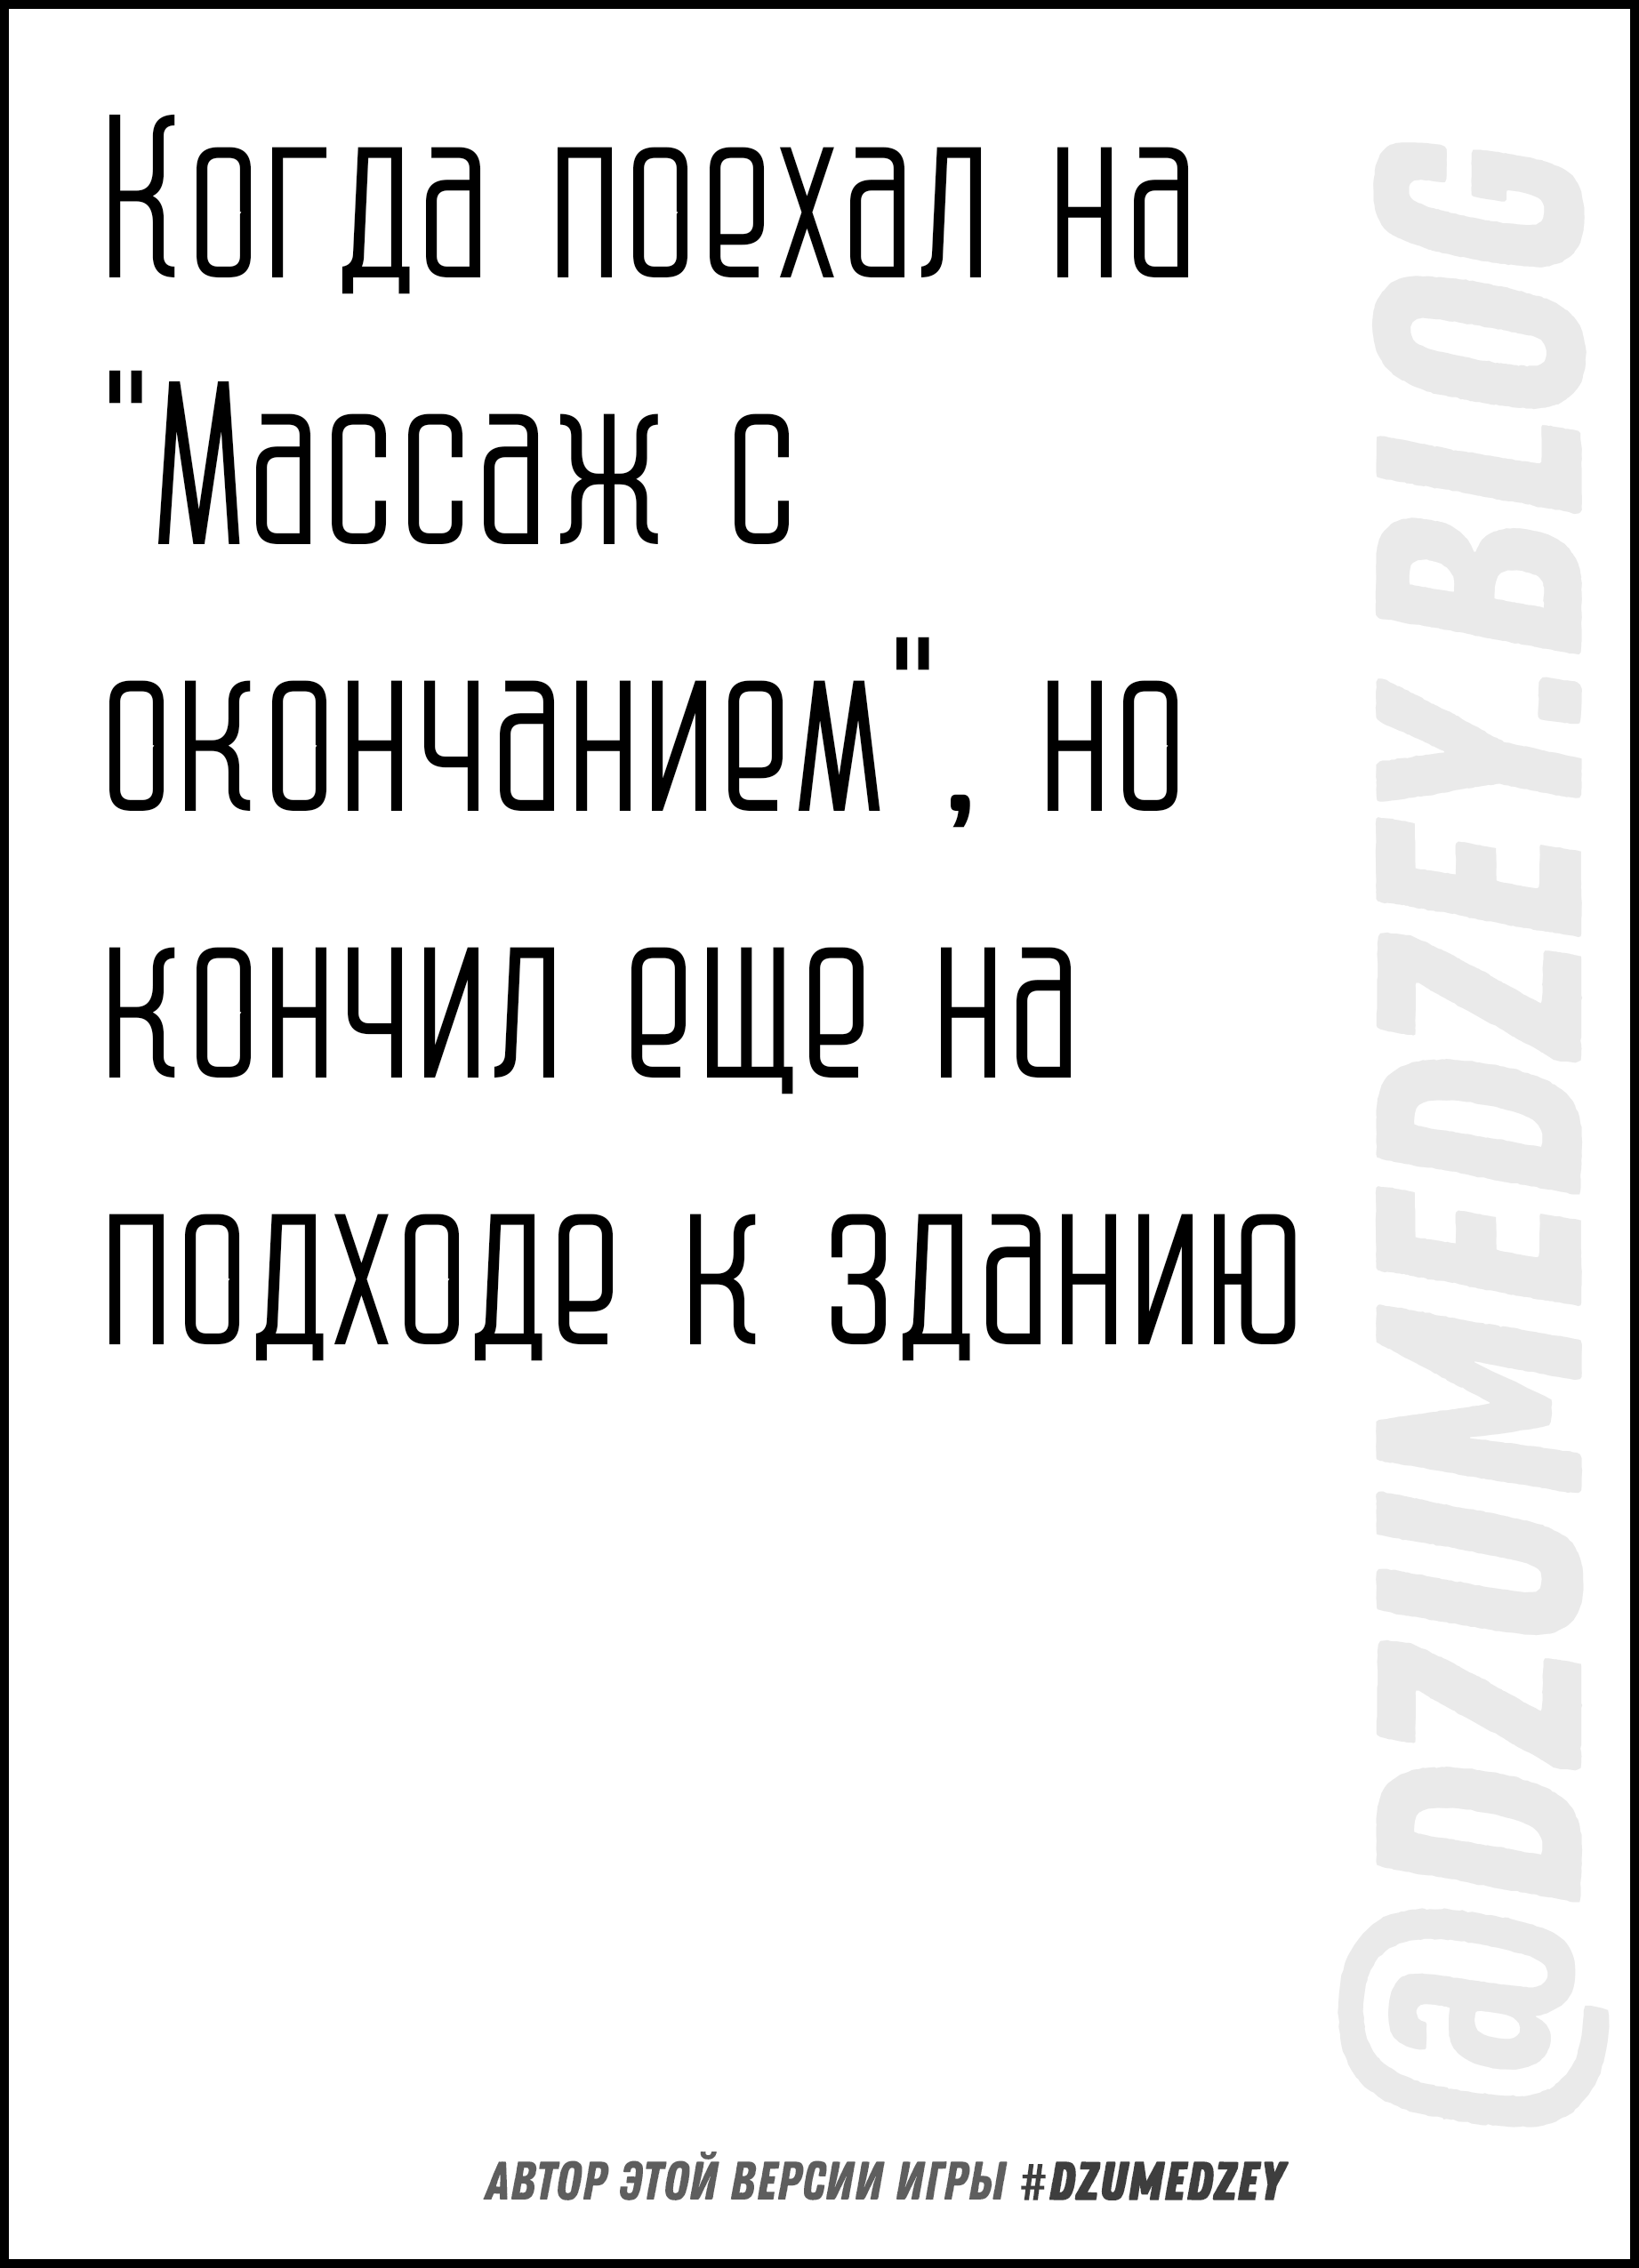 Когда поехал на
"Массаж с
окончанием", но
кончил еще на
подходе к зданию
@DZUMEDZEY.BLOG
АВТОР ЭТОЙ ВЕРСИИ ИГРЫ #DZUMEDZEY